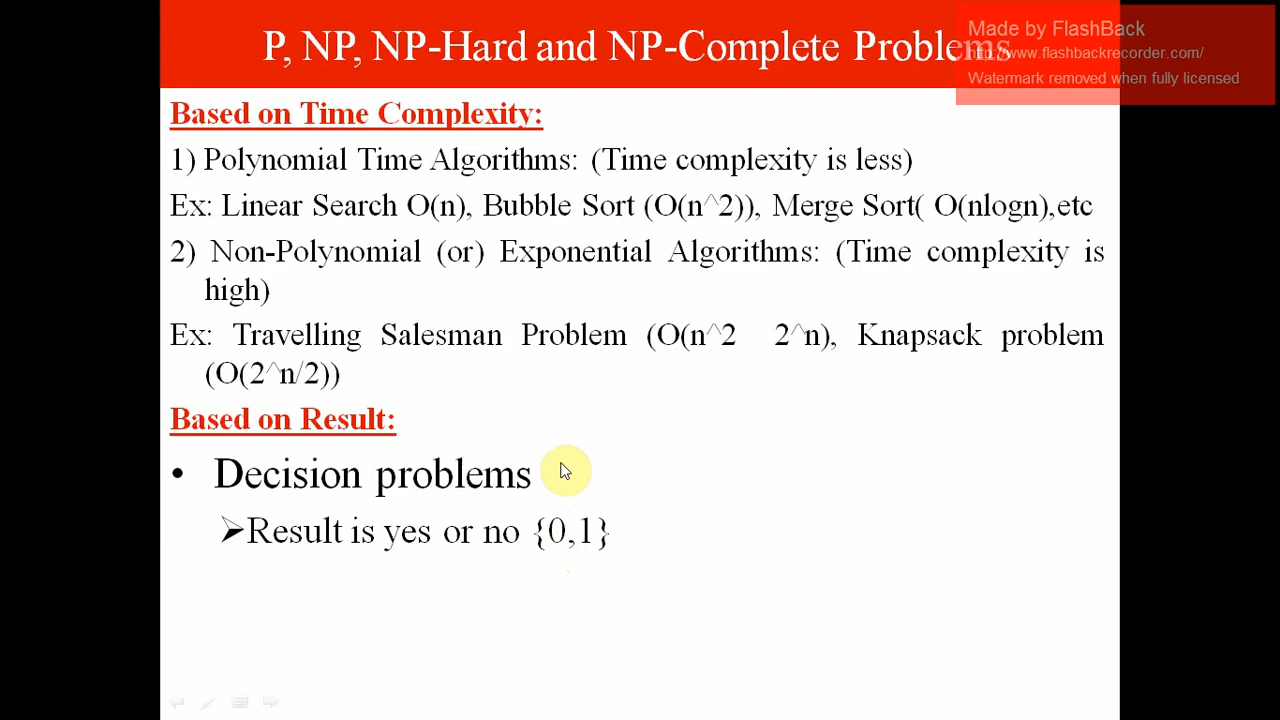 P, NP, NP-Hard and NP-Complete Problems
Made by FlashBack
http://www.flashbackrecorder.com/
Watermark removed when fully licensed
Based on Time Complexity:
1) Polynomial Time Algorithms: (Time complexity is less)
Ex: Linear Search O(n), Bubble Sort (O(n^2)), Merge Sort( O(nlogn),etc
2) Non-Polynomial (or) Exponential Algorithms: (Time complexity is
high)
Ex: Travelling Salesman Problem (O(n^2 2^n), Knapsack problem
(O(2^n/2))
Based on Result:
• Decision problems
➢Result is yes or no {0,1}